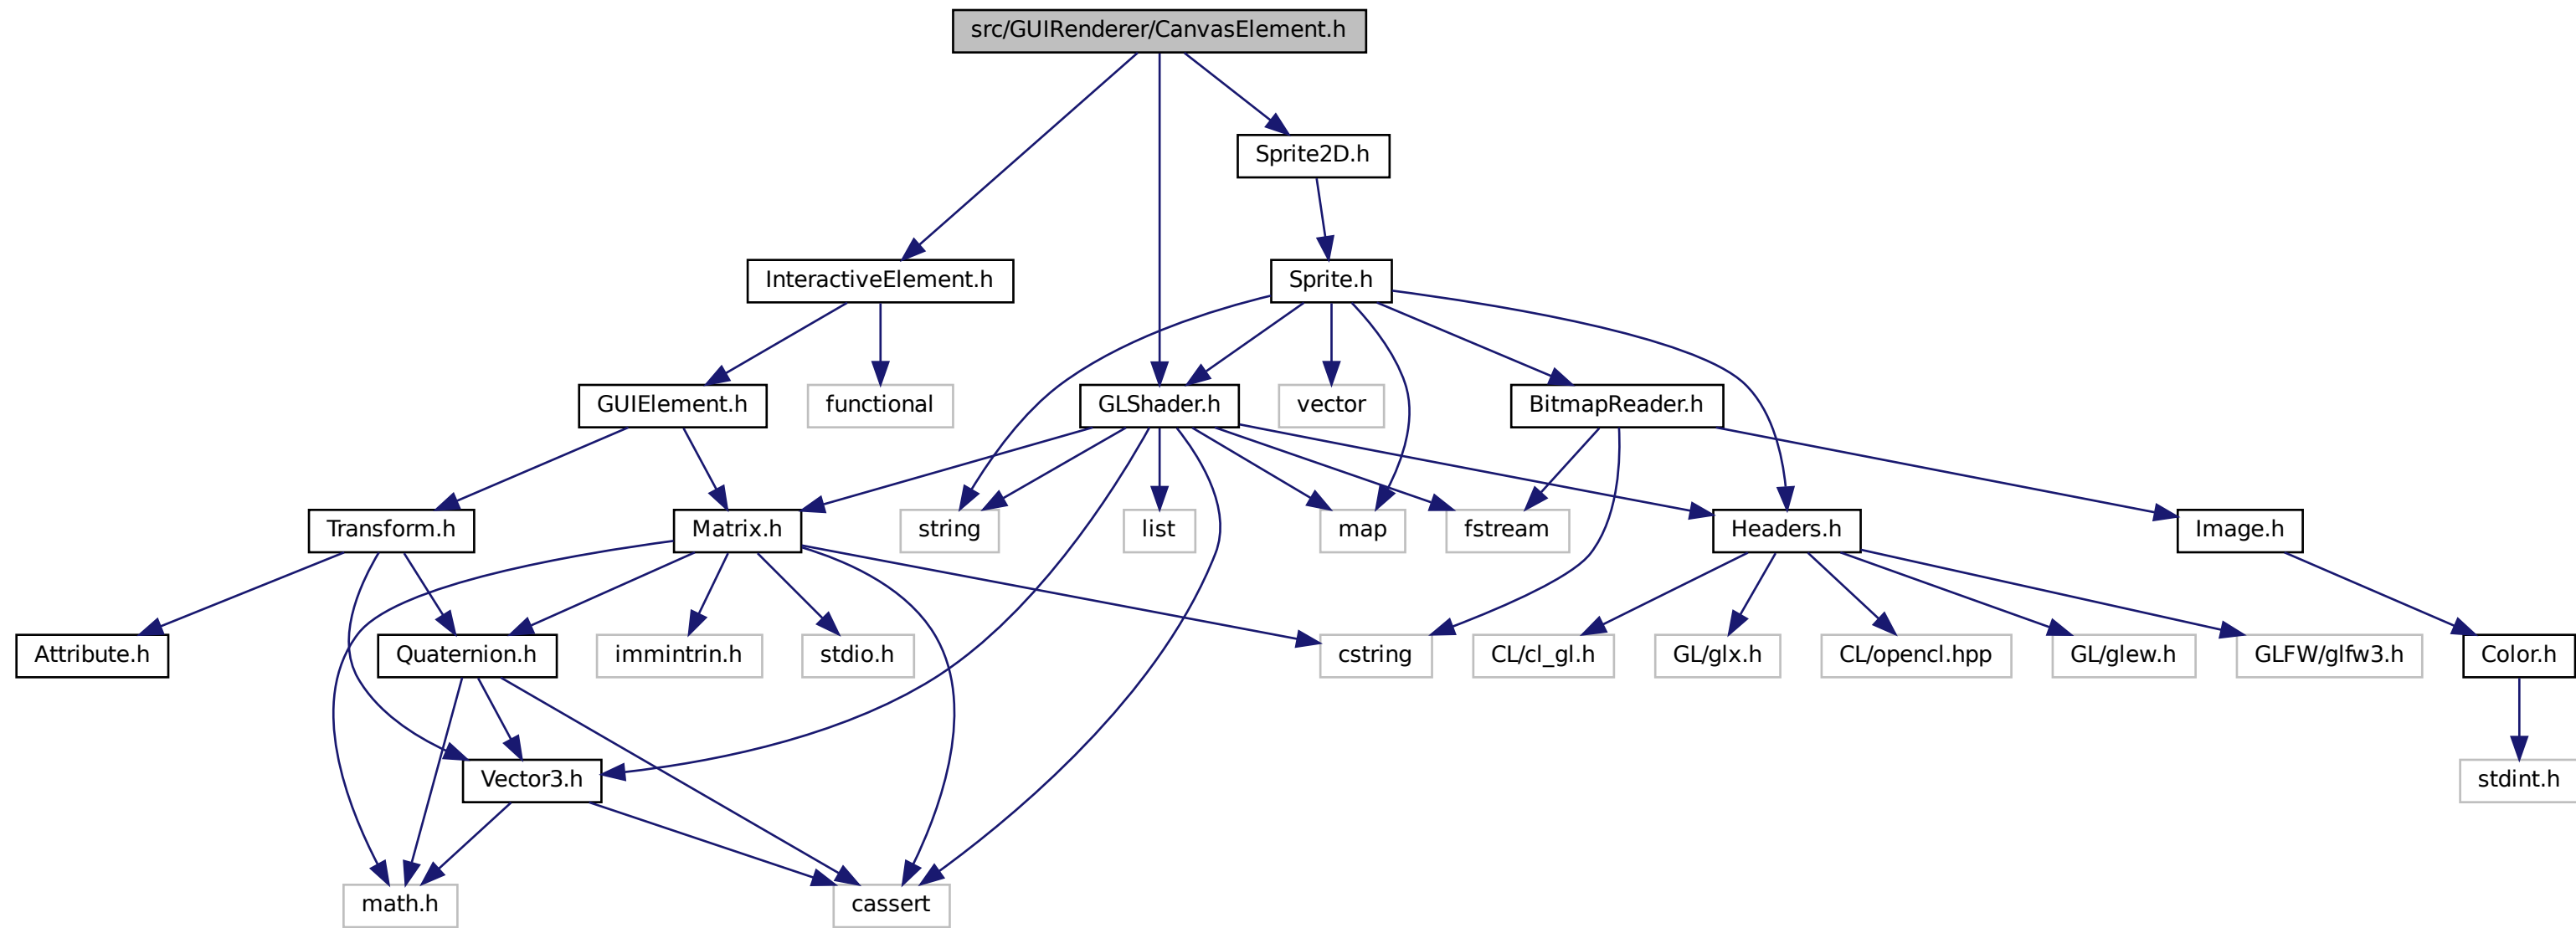 src/GUIRenderer/CanvasElement.h
Sprite2D.h
InteractiveElement.h
Sprite.h
GUIElement.h
functional
GLShader.h
vector
BitmapReader.h
Transform.h
Matrix.h
string
list
map
fstream
Headers.h
Image.h
Attribute.h
Quaternion.h
immintrin.h
stdio.h
cstring
CL/cl_gl.h
GL/glx.h
CL/opencl.hpp
GL/glew.h
GLFW/glfw3.h
Color.h
Vector3.h
stdint.h
math.h
cassert